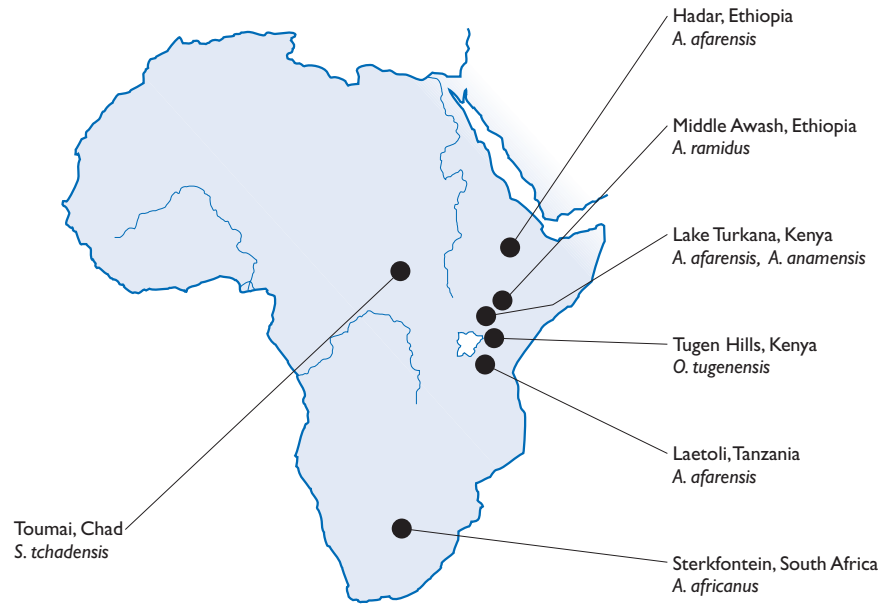 Hadar, Ethiopia
A. afarensis
Middle Awash, Ethiopia
A. ramidus
Lake Turkana, Kenya
A. afarensis, A. anamensis
Tugen Hills, Kenya
O. tugenensis
Laetoli, Tanzania
A. afarensis
Toumai, Chad
S. tchadensis
Sterkfontein, South Africa
A. africanus